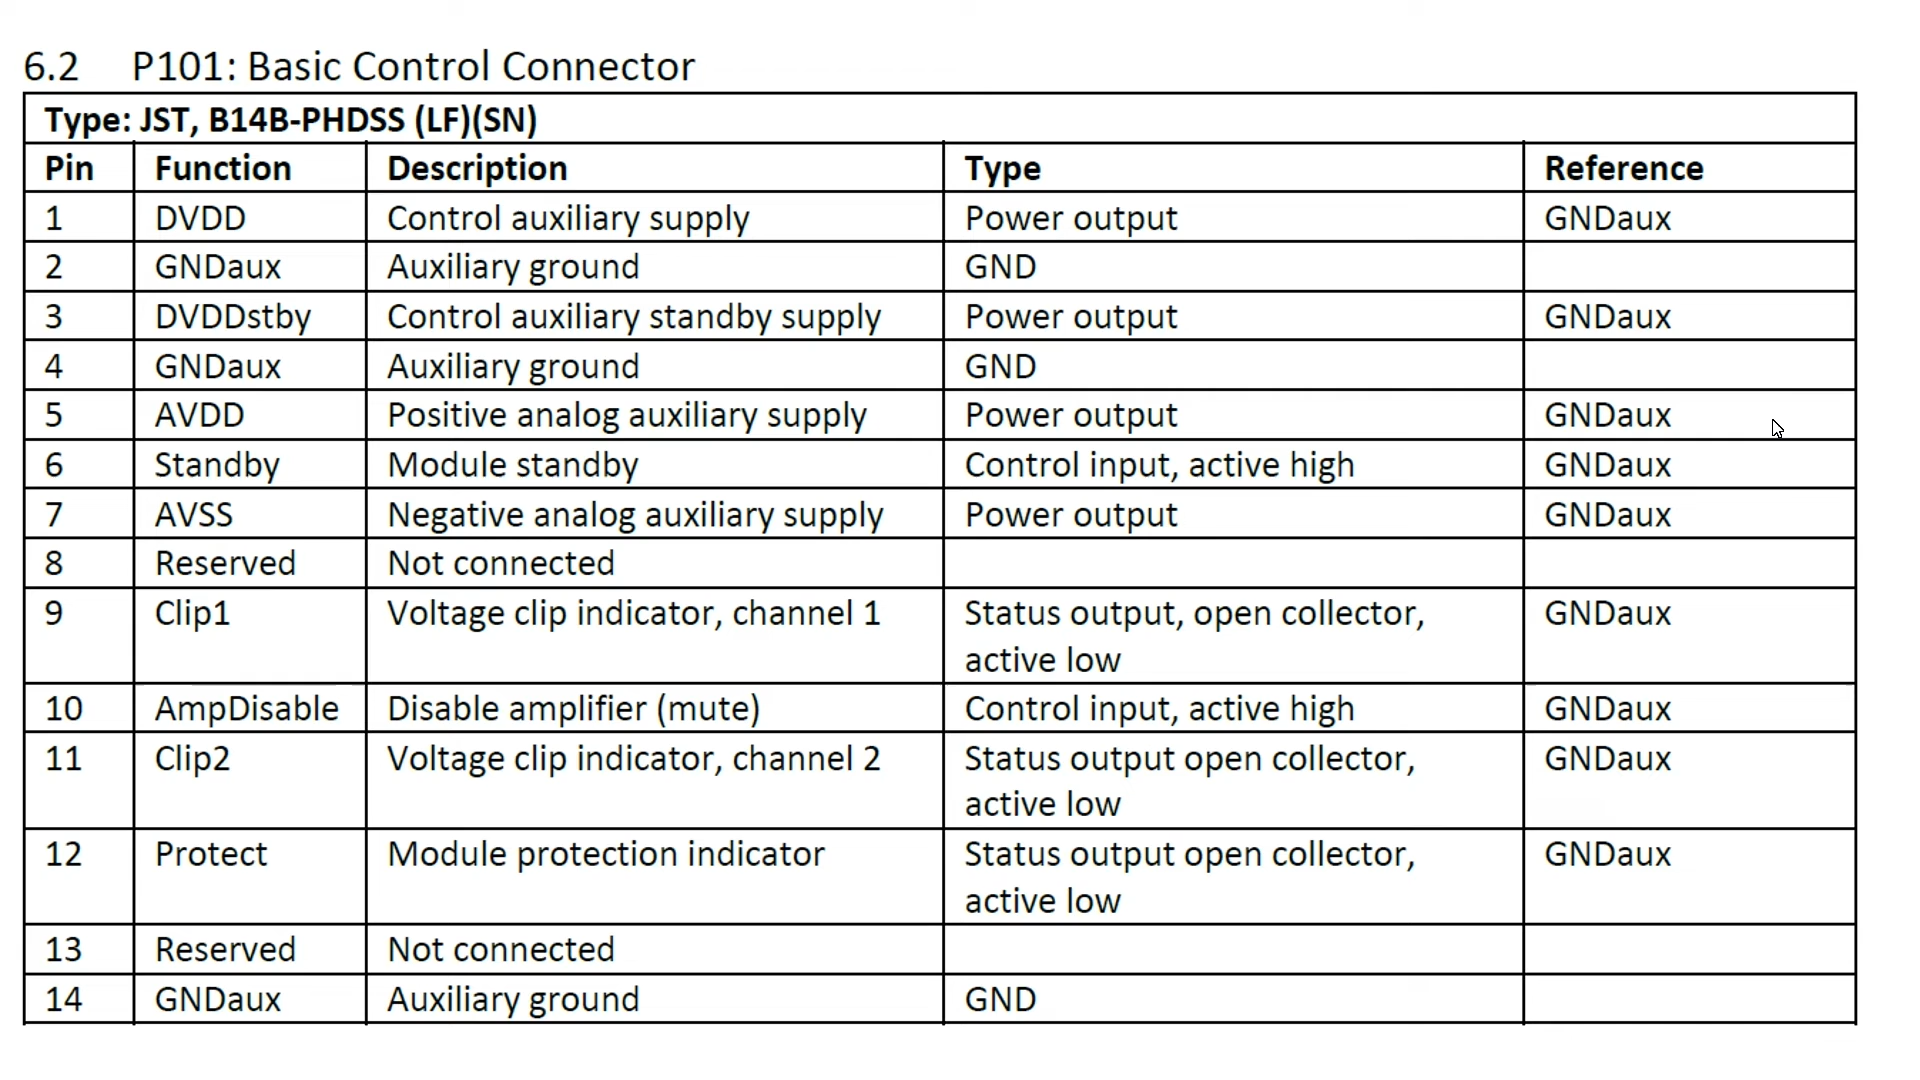 6.2 P101: Basic Control Connector
Type: JST, B14B-PHDSS (LF)(SN)
Pin Function Description Type Reference
1 DVDD Control auxiliary supply Power output GNDaux
2 GNDaux Auxiliary ground GND
3 DVDDstby Control auxiliary standby supply Power output GNDaux
4 GNDaux Auxiliary ground GND
5 AVDD Positive analog auxiliary supply Power output GNDaux
6 Standby Module standby Control input, active high GNDaux
7 AVSS Negative analog auxiliary supply Power output GNDaux
8 Reserved Not connected
9 Clip1 Voltage clip indicator, channel 1 Status output, open collector, GNDaux
active low
10 AmpDisable Disable amplifier (mute) Control input, active high GNDaux
11 Clip2 Voltage clip indicator, channel 2 Status output open collector, GNDaux
active low
12 Protect Module protection indicator Status output open collector, GNDaux
active low
13 Reserved Not connected
14 GNDaux Auxiliary ground GND